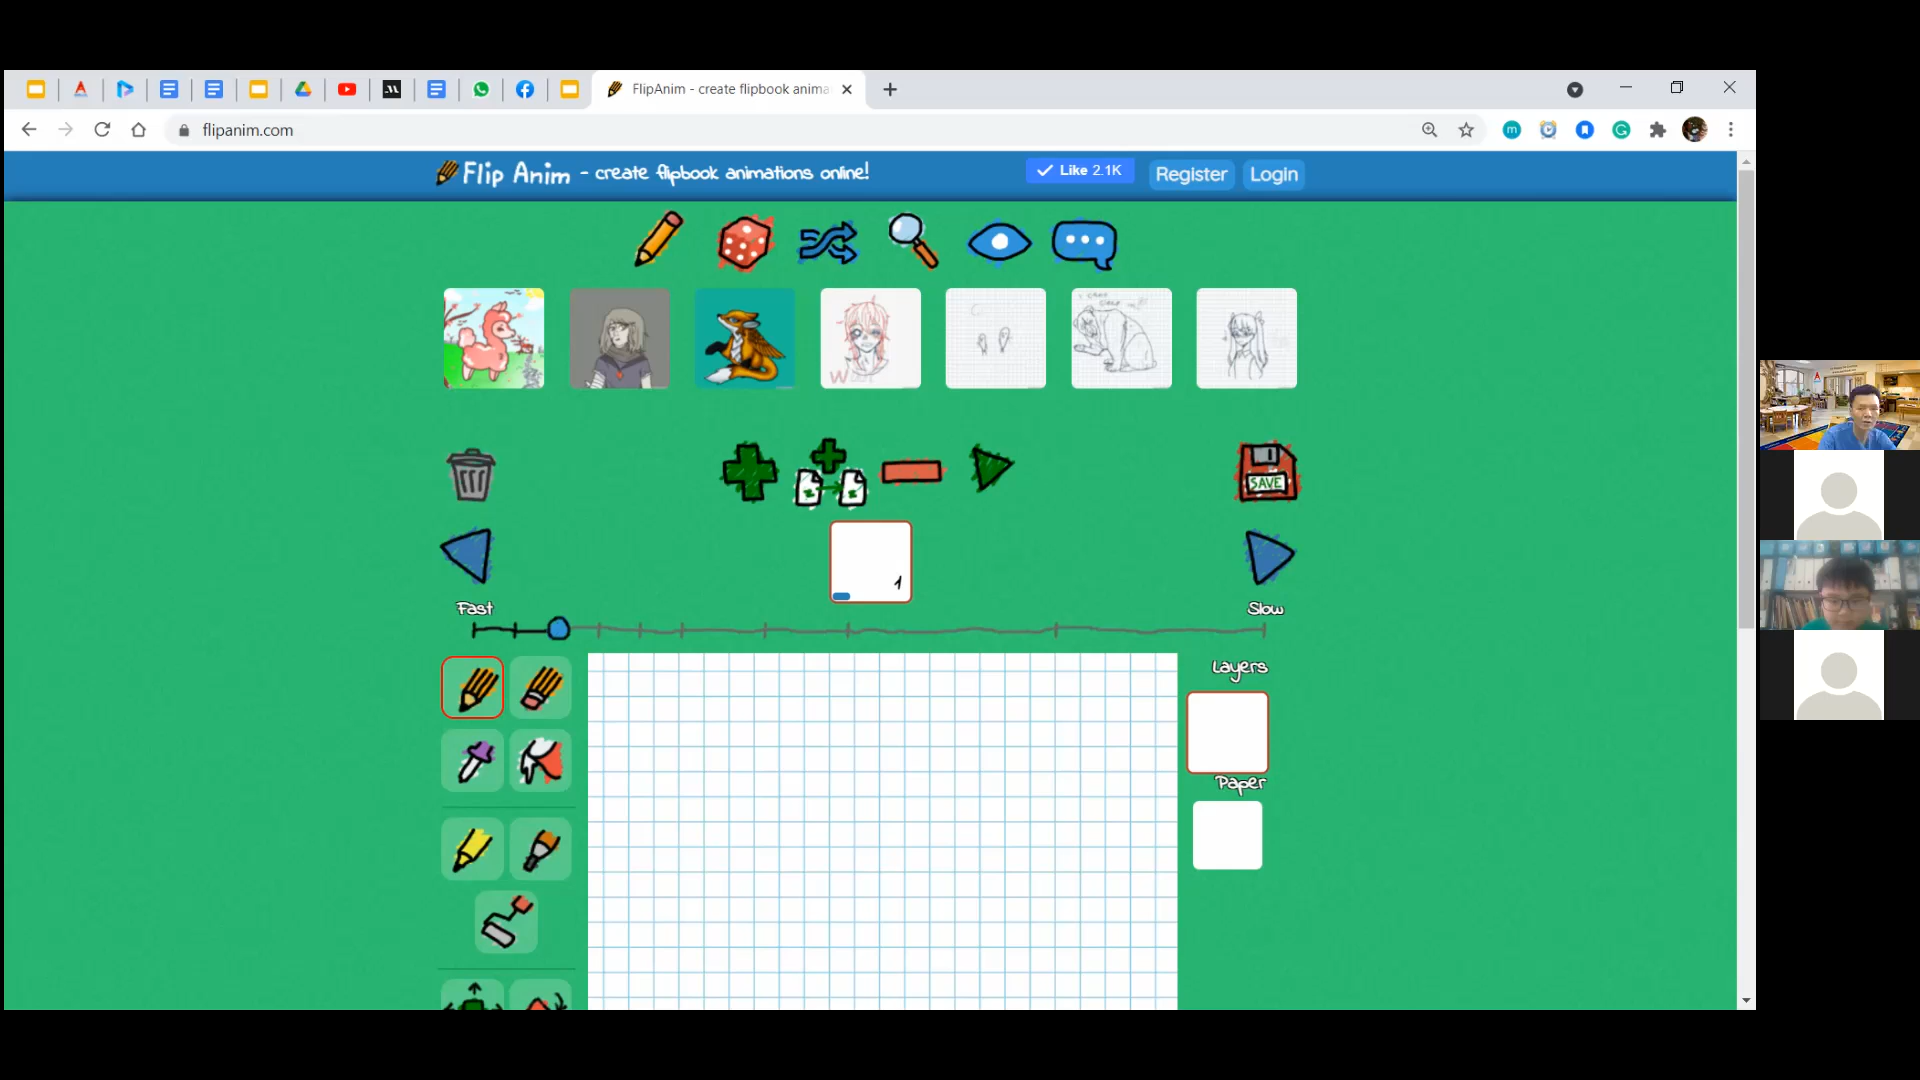 FlipAnim - create flipbook anima
flipanim.com
Flip Anim - create flipbook animations online!
Like 2.1K
Register
Login
SAVE
1
Fast
Slow
Layers
Paper